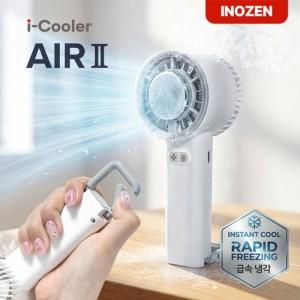 INOZEN
i-Cooler
AIR II
INSTANT COOL
RAPID
FREEZING
급속 냉각